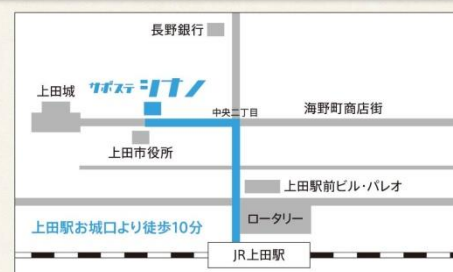 長野銀行
サポステ シナノ
上田城
中央二丁目
海野町商店街
上田市役所
上田駅前ビル・パレオ
ロータリー
上田駅お城口より徒歩10分
JR上田駅